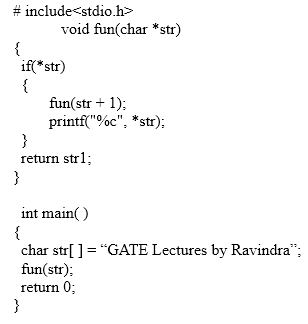 # include<stdio.h>
void fun(char *str)
{
if(*str)
{
fun(str + 1);
printf("%c", *str);
}
return str1;
}
int main( )
{
char str[ ] = “GATE Lectures by Ravindra”;
fun(str);
return 0;
}